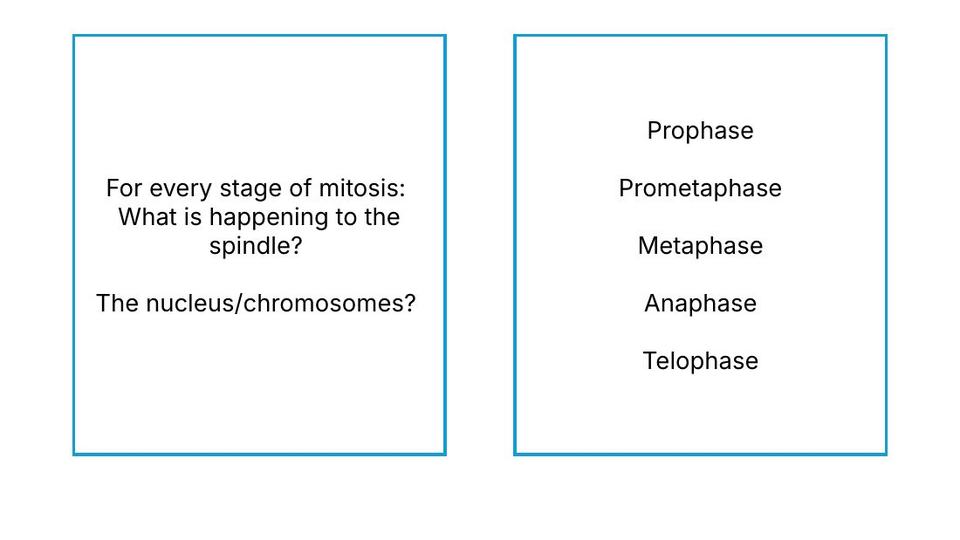 For every stage of mitosis:
What is happening to the
spindle?
The nucleus/chromosomes?
Prophase
Prometaphase
Metaphase
Anaphase
Telophase